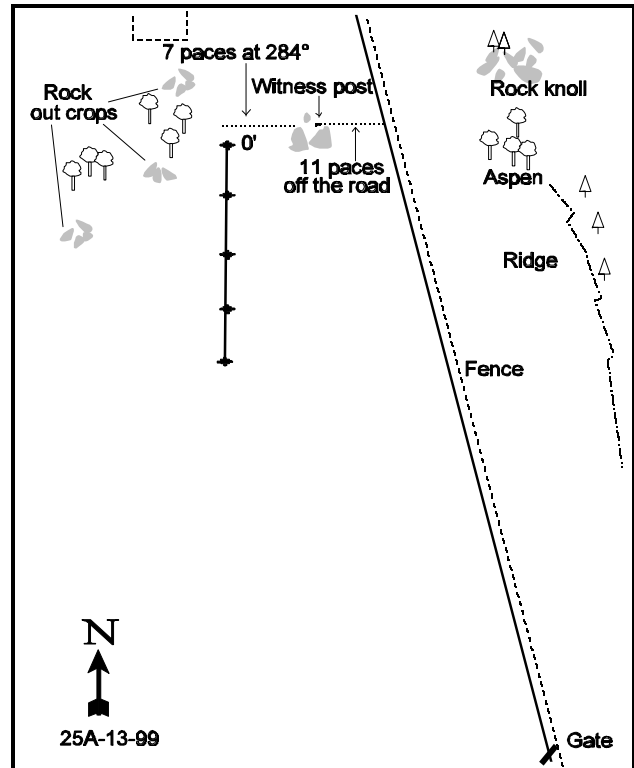 7 paces at 284°
Witness post
Rock
out crops
0'
11 paces
off the road
Rock knoll
Aspen
Ridge
Fence
N
25A-13-99
Gate